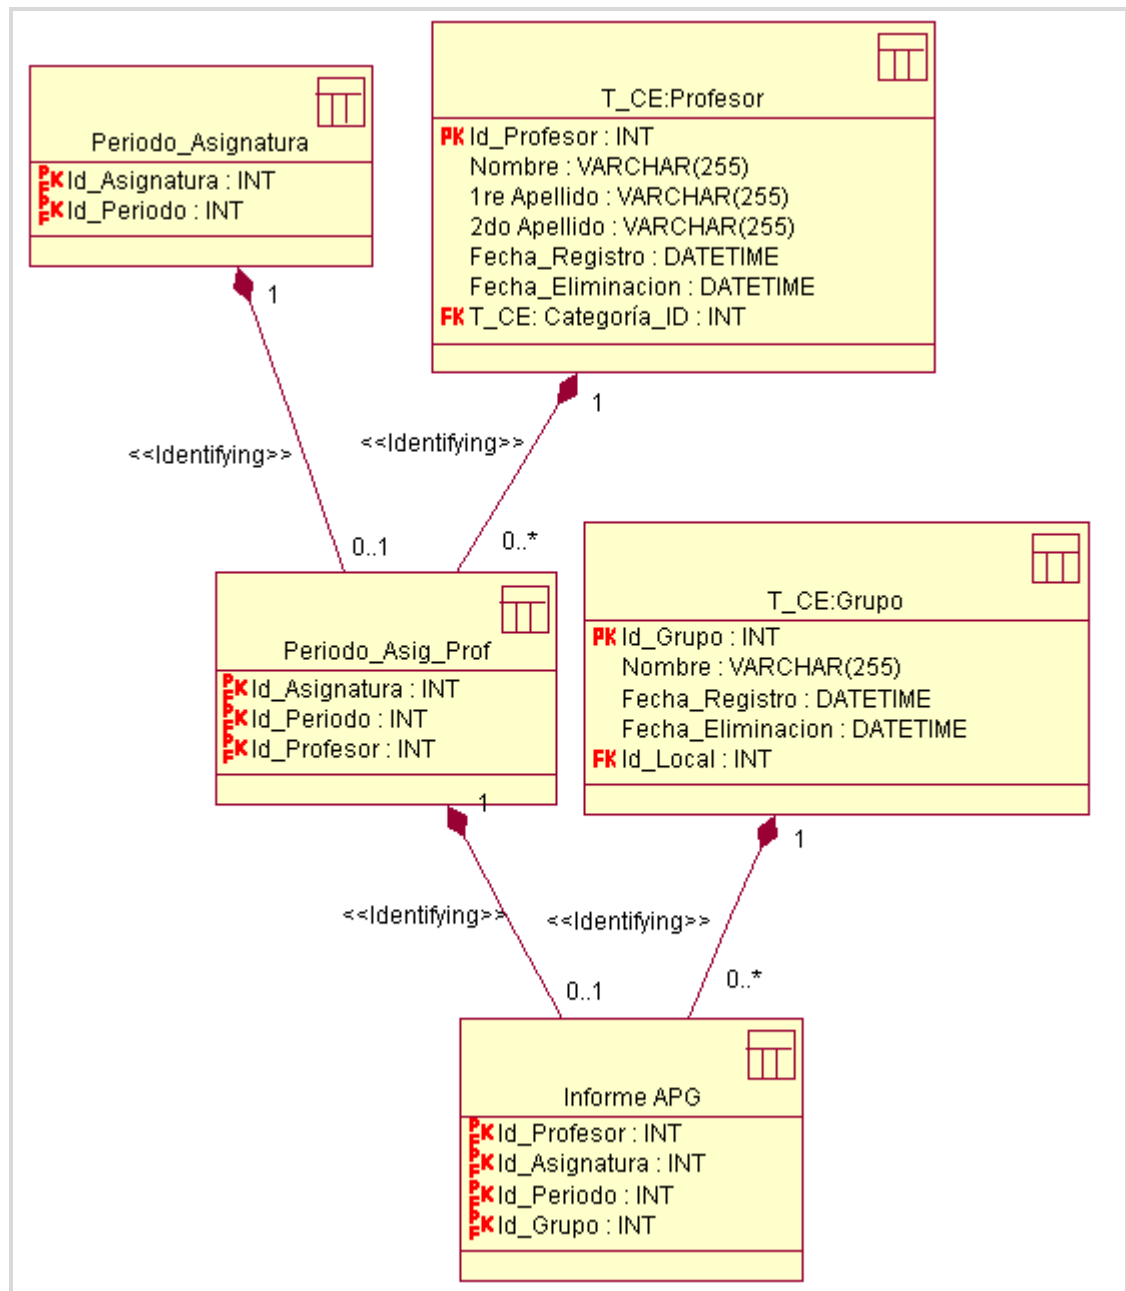 Periodo_Asignatura
PFK Id_Asignatura : INT
PFK Id_Periodo : INT
T_CE:Profesor
PK Id_Profesor : INT
Nombre : VARCHAR(255)
1re Apellido : VARCHAR(255)
2do Apellido : VARCHAR(255)
Fecha_Registro : DATETIME
Fecha_Eliminacion : DATETIME
FK T_CE: Categoría_ID : INT
1
1
<<Identifying>>
<<Identifying>>
0..1
0..*
Periodo_Asig_Prof
PFK Id_Asignatura : INT
PFK Id_Periodo : INT
PFK Id_Profesor : INT
T_CE:Grupo
PK Id_Grupo : INT
Nombre : VARCHAR(255)
Fecha_Registro : DATETIME
Fecha_Eliminacion : DATETIME
FK Id_Local : INT
1
1
<<Identifying>>
<<Identifying>>
0..1
0..*
Informe APG
PFK Id_Profesor : INT
PFK Id_Asignatura : INT
PFK Id_Periodo : INT
PFK Id_Grupo : INT